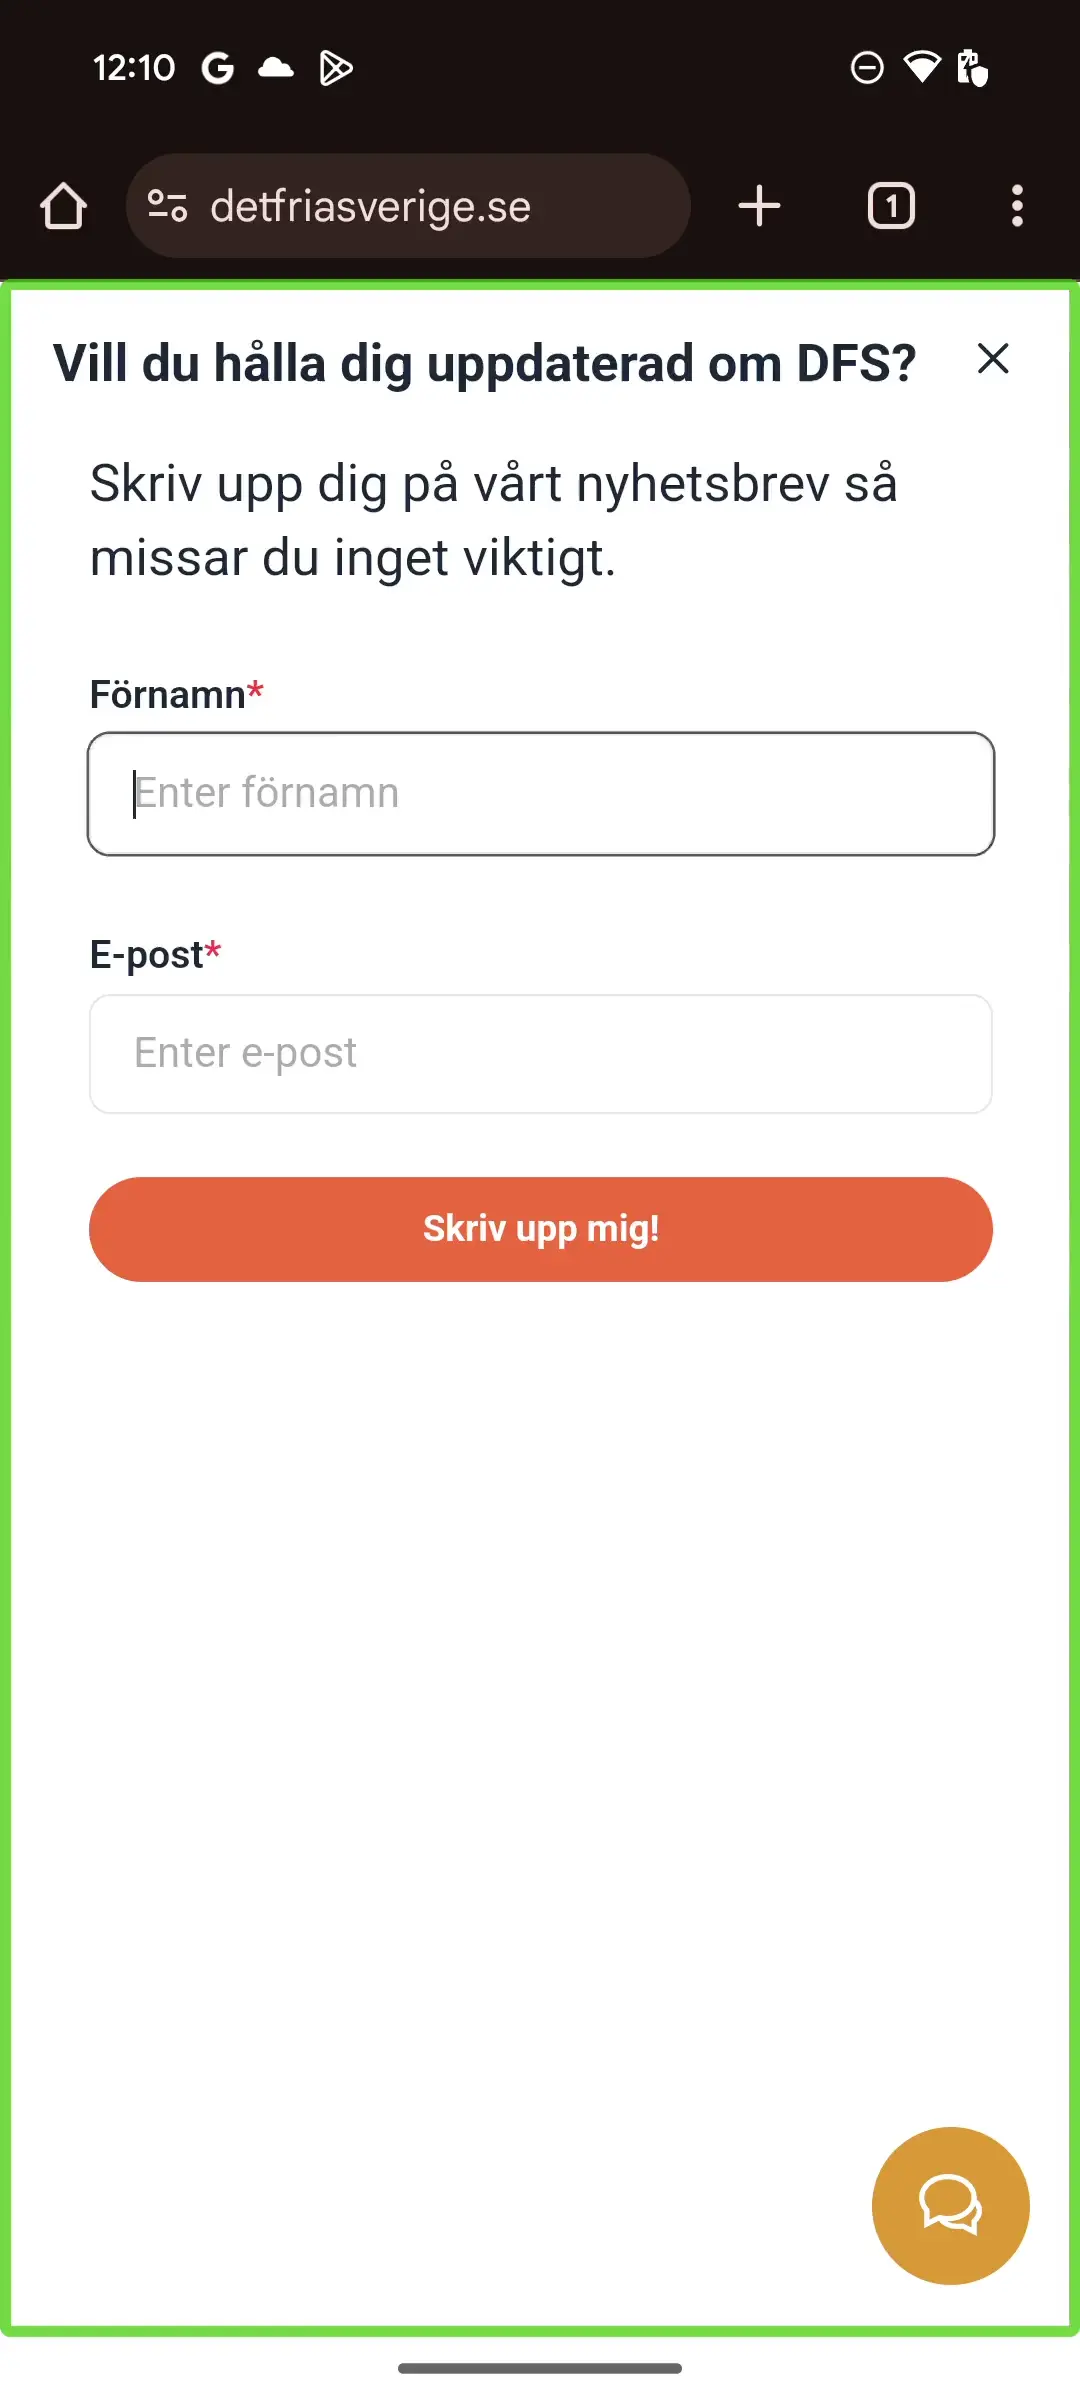 12:10
detfriasverige.se
1
Vill du hålla dig uppdaterad om DFS?
Skriv upp dig på vårt nyhetsbrev så
missar du inget viktigt.
Förnamn*
Enter förnamn
E-post*
Enter e-post
Skriv upp mig!